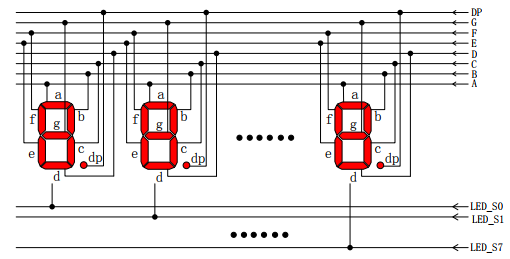 DP
G
F
E
D
C
B
A
a a a
f b f b f b
g g g
e c e c e c
dp dp dp
d d d
LED_S0
LED_S1
LED_S7